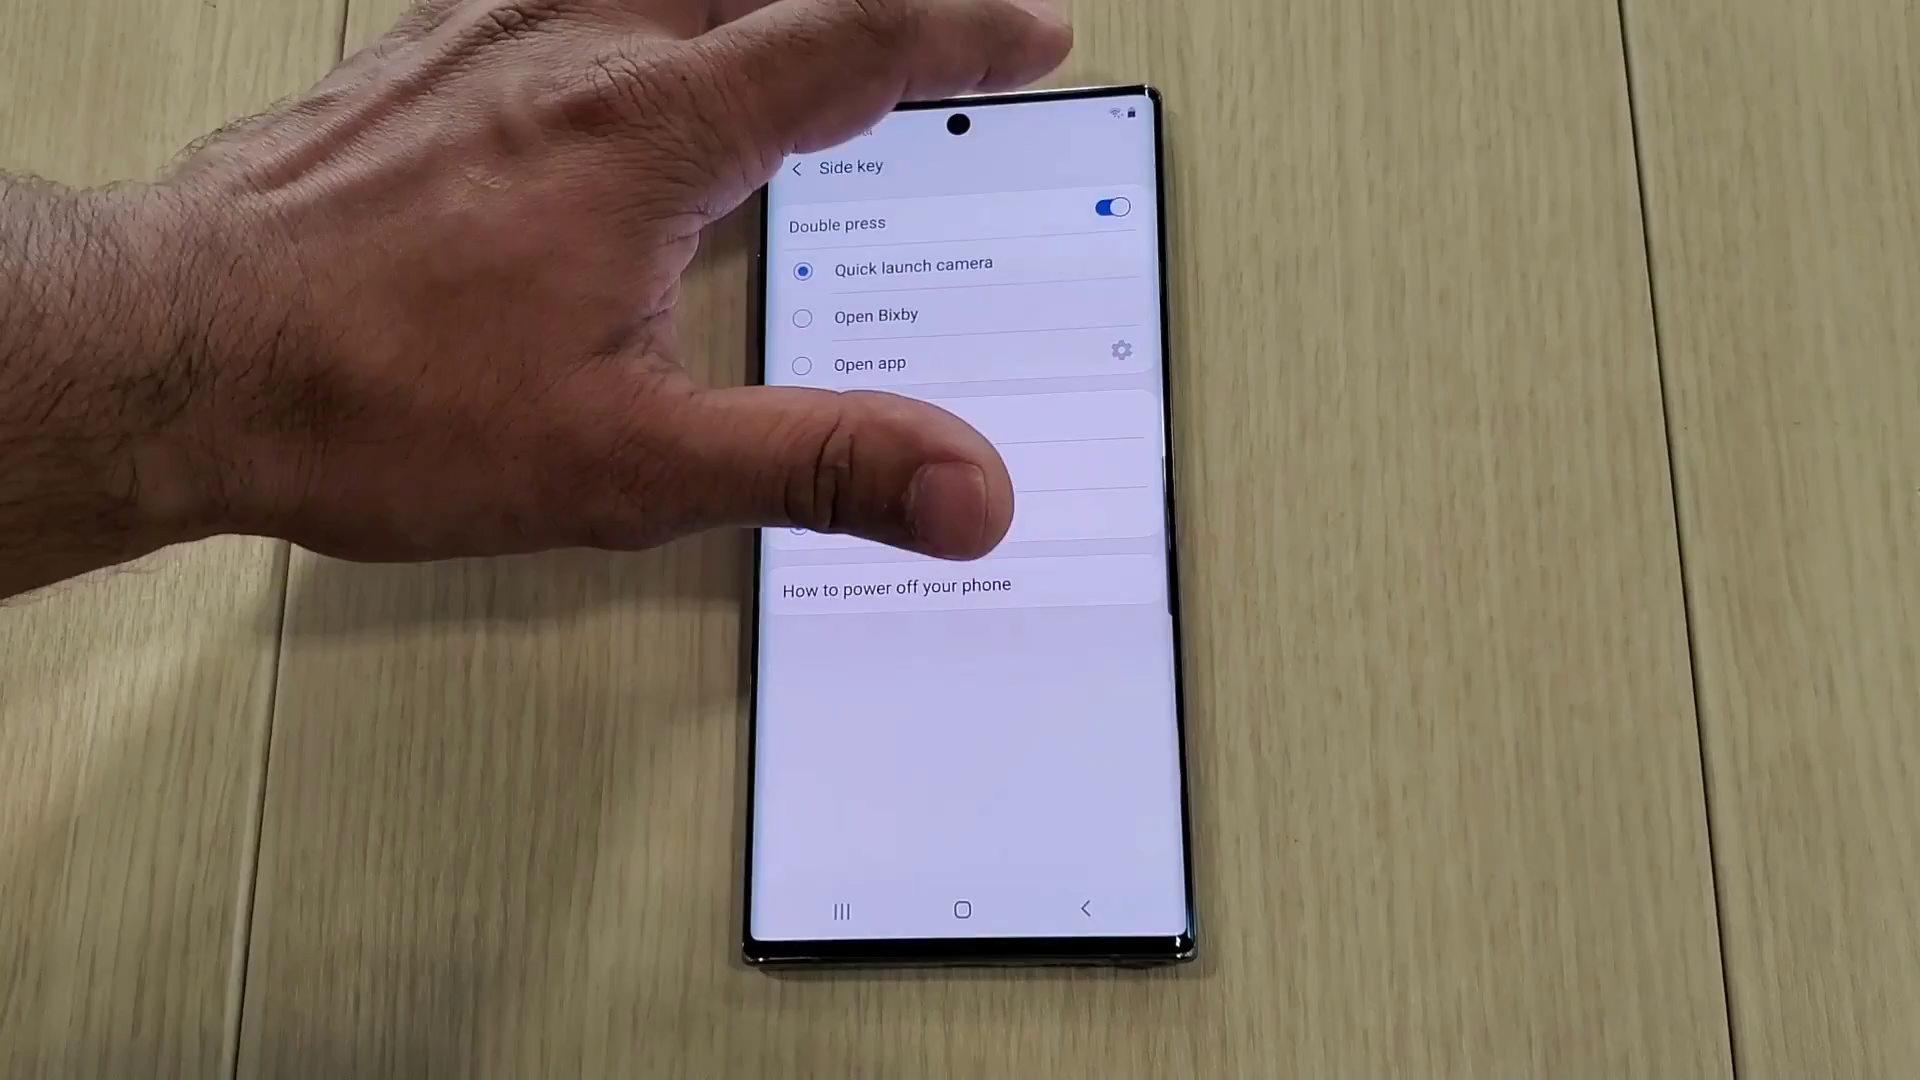 Side key
Double press
Quick launch camera
Open Bixby
Open app
How to power off your phone